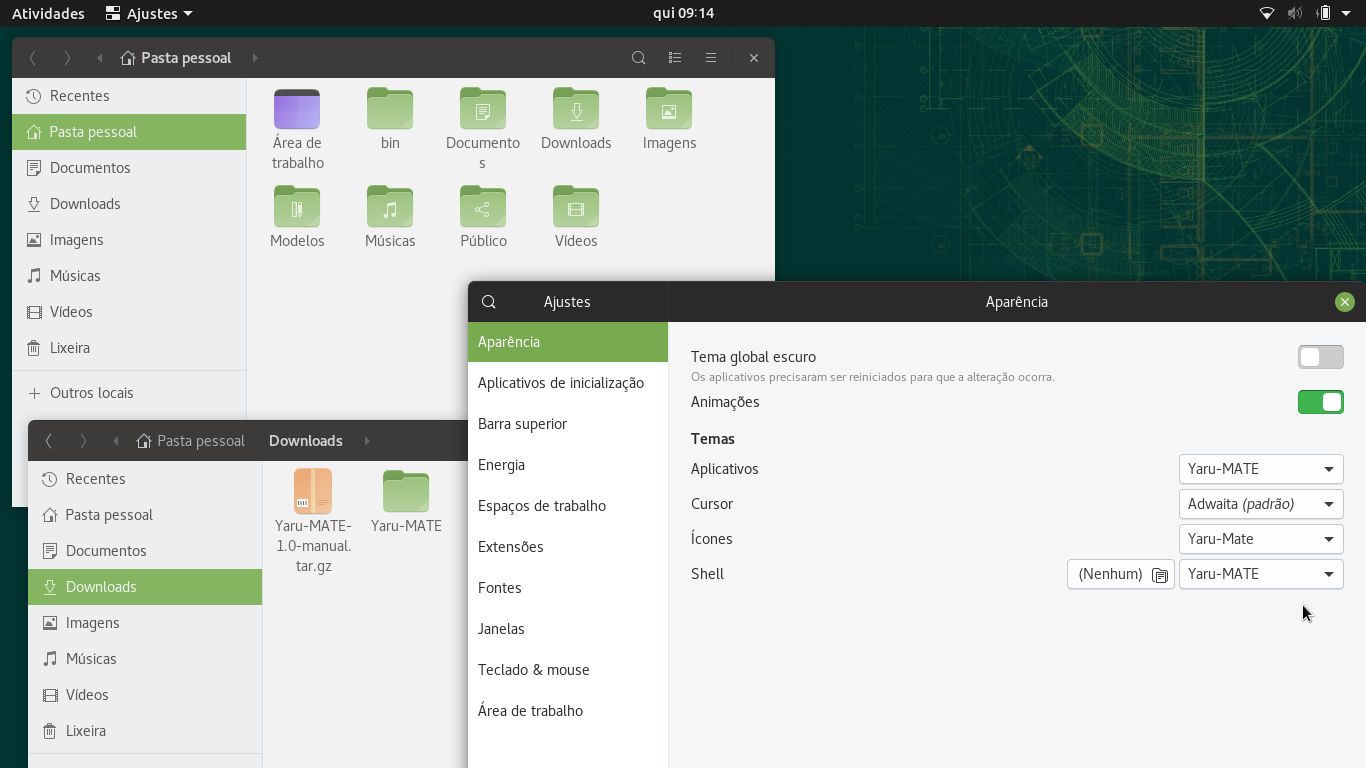 Atividades
Ajustes
qui 09:14
Pasta pessoal
Recentes
Pasta pessoal
Documentos
Downloads
Imagens
Músicas
Vídeos
Lixeira
Outros locais
Área de
trabalho
bin
Documento
s
Downloads
Imagens
Modelos
Músicas
Público
Vídeos
Pasta pessoal
Downloads
Recentes
Pasta pessoal
Documentos
Downloads
Imagens
Músicas
Vídeos
Lixeira
Yaru-MATE-
1.0-manual.
tar.gz
Yaru-MATE
Ajustes
Aparência
Aparência
Aplicativos de inicialização
Barra superior
Energia
Espaços de trabalho
Extensões
Fontes
Janelas
Teclado & mouse
Área de trabalho
Tema global escuro
Os aplicativos precisaram ser reiniciados para que a alteração ocorra.
Animações
Temas
Aplicativos
Yaru-MATE
Cursor
Adwaita (padrão)
Ícones
Yaru-Mate
Shell
(Nenhum)
Yaru-MATE